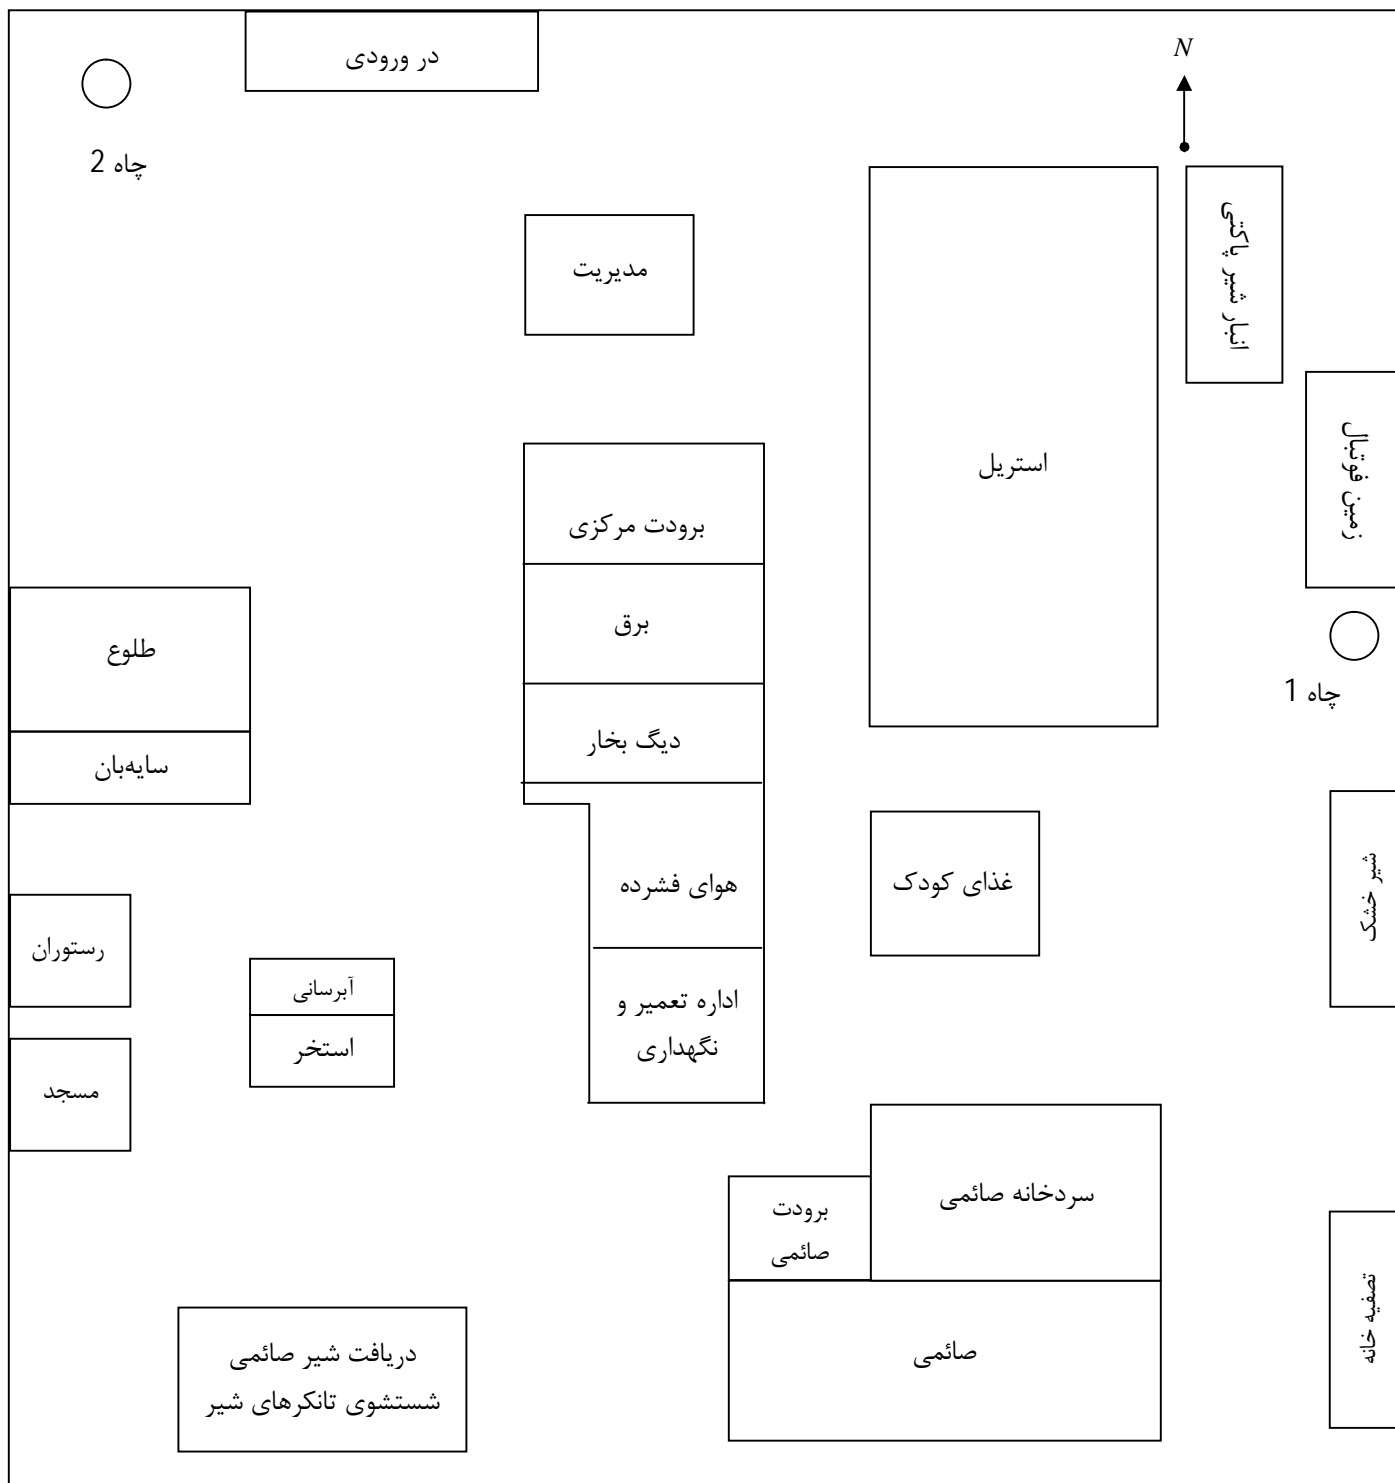 در ورودی
N
چاه 2
انبار شیر پاکتی
مدیریت
زمین فوتبال
استریل
برودت مرکزی
برق
طلوع
چاه 1
دیگ بخار
سایه‌بان
هوای فشرده
غذای کودک
شیر خشک
رستوران
آبرسانی
اداره تعمیر و
نگهداری
استخر
مسجد
سردخانه صائمی
برودت
صائمی
تصفیه خانه
دریافت شیر صائمی
شستشوی تانکرهای شیر
صائمی